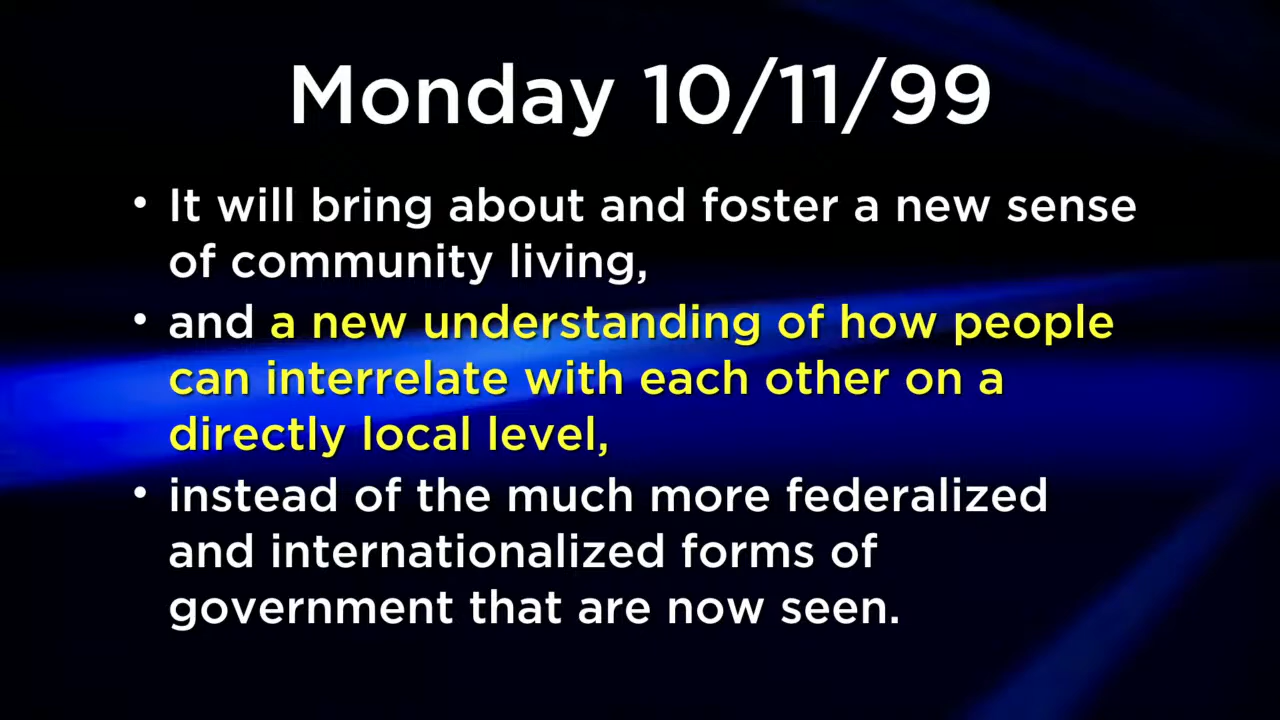 Monday 10/11/99
• It will bring about and foster a new sense
of community living,
• and a new understanding of how people
can interrelate with each other on a
directly local level,
• instead of the much more federalized
and internationalized forms of
government that are now seen.